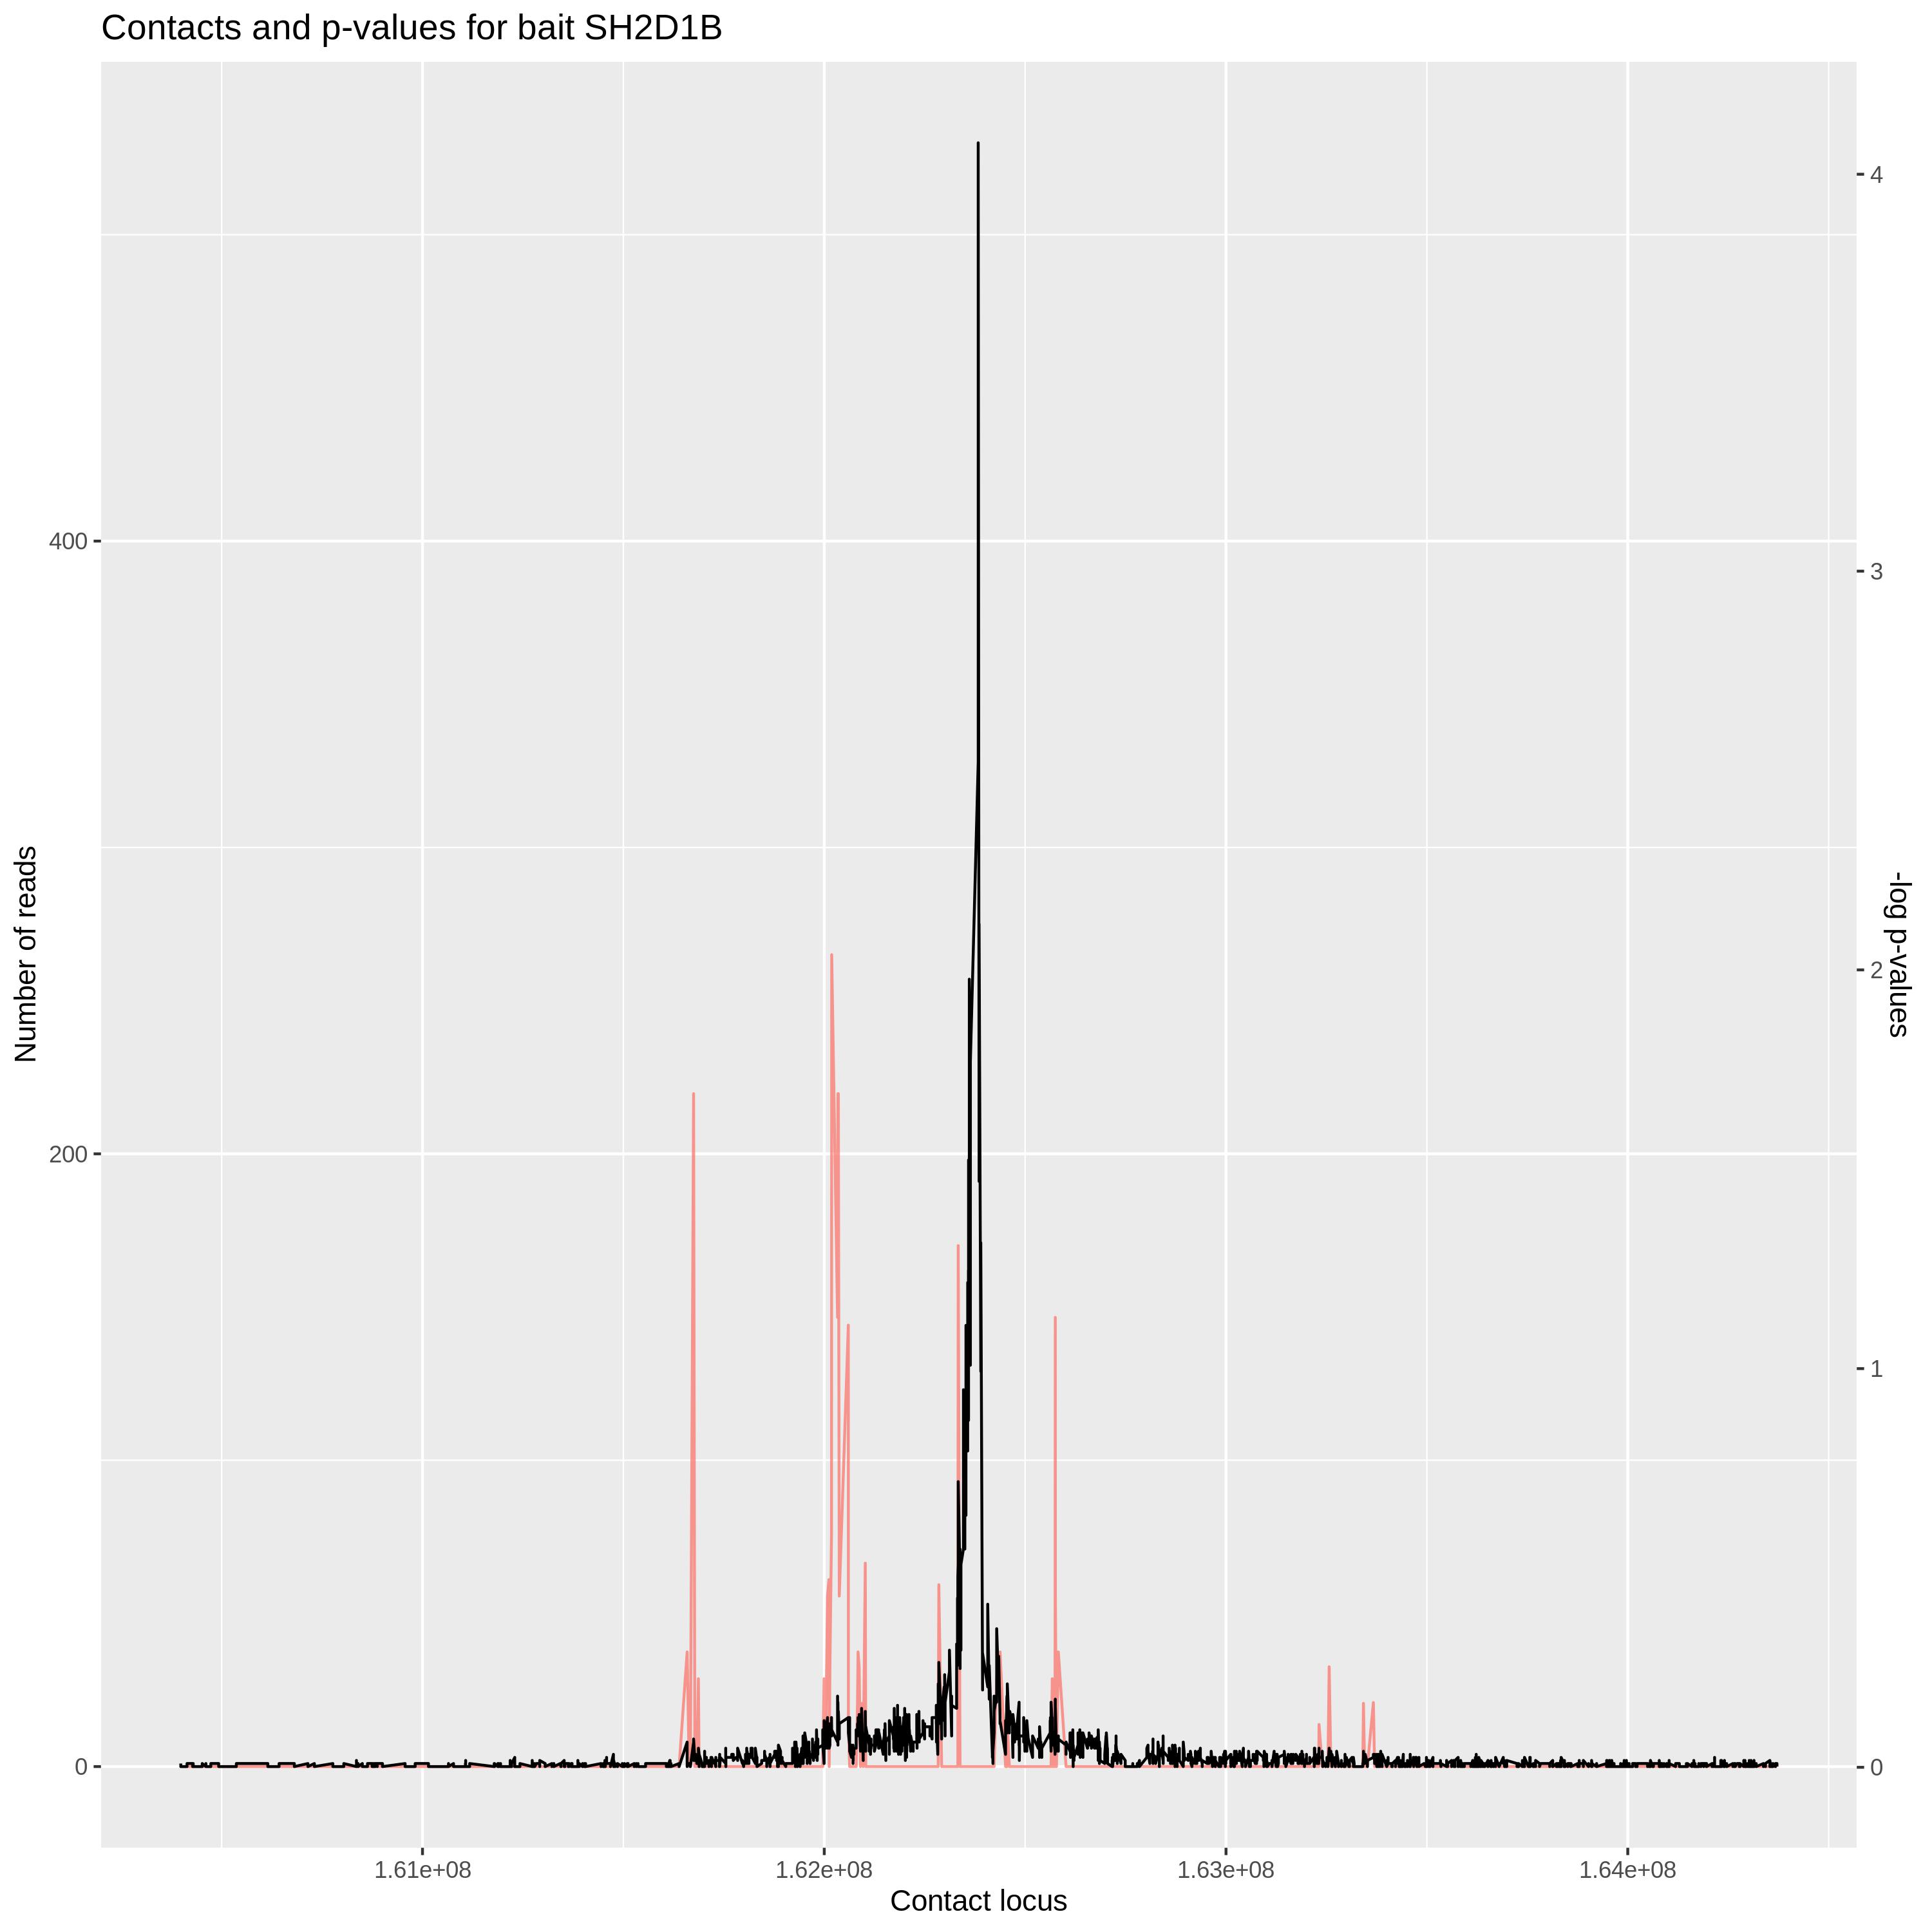 Contacts and p-values for bait SH2D1B
Number of reads
400
200
0
4
3
2
1
0
-log p-values
1.61e+08
1.62e+08
1.63e+08
1.64e+08
Contact locus